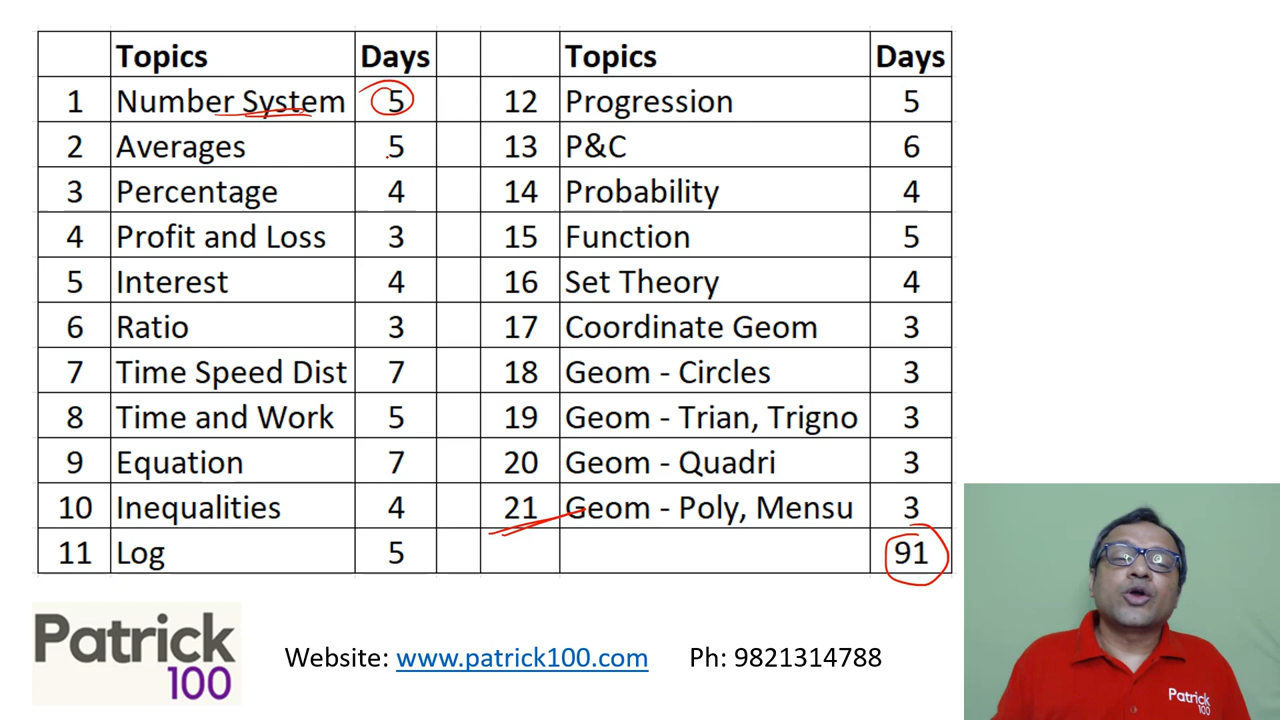 Topics Days Topics Days
1 Number System 5 12 Progression 5
2 Averages 5 13 P&C 6
3 Percentage 4 14 Probability 4
4 Profit and Loss 3 15 Function 5
5 Interest 4 16 Set Theory 4
6 Ratio 3 17 Coordinate Geom 3
7 Time Speed Dist 7 18 Geom - Circles 3
8 Time and Work 5 19 Geom - Trian, Trigno 3
9 Equation 7 20 Geom - Quadri 3
10 Inequalities 4 21 Geom - Poly, Mensu 3
11 Log 5 91
Patrick
100
Website: www.patrick100.com Ph: 9821314788
Patrick
100